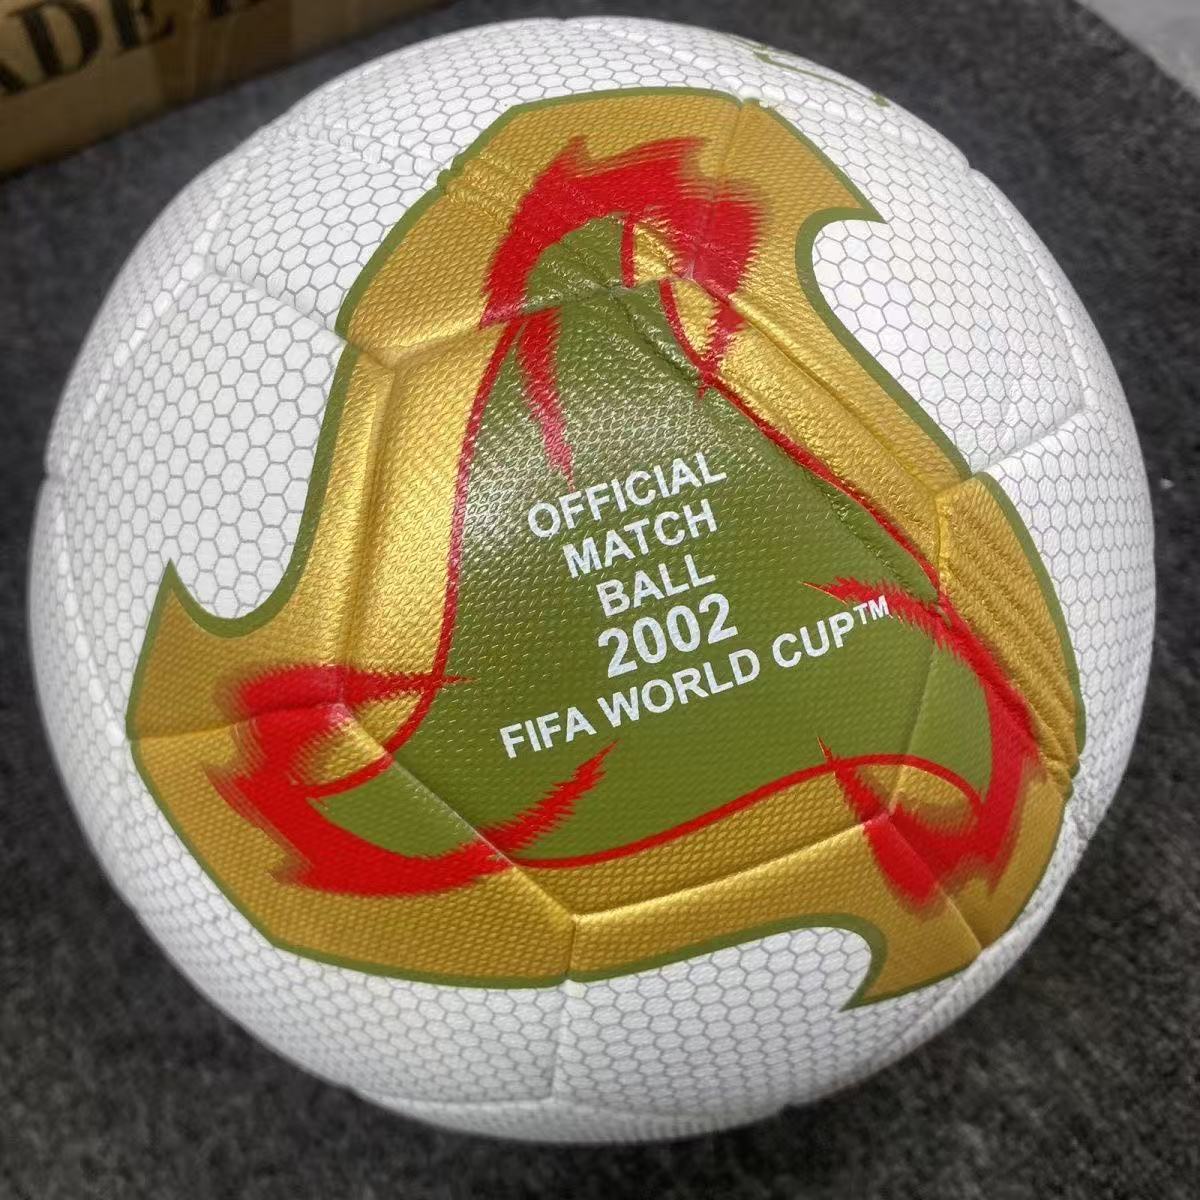 OFFICIAL
MATCH
BALL
2002
FIFA WORLD CUP™